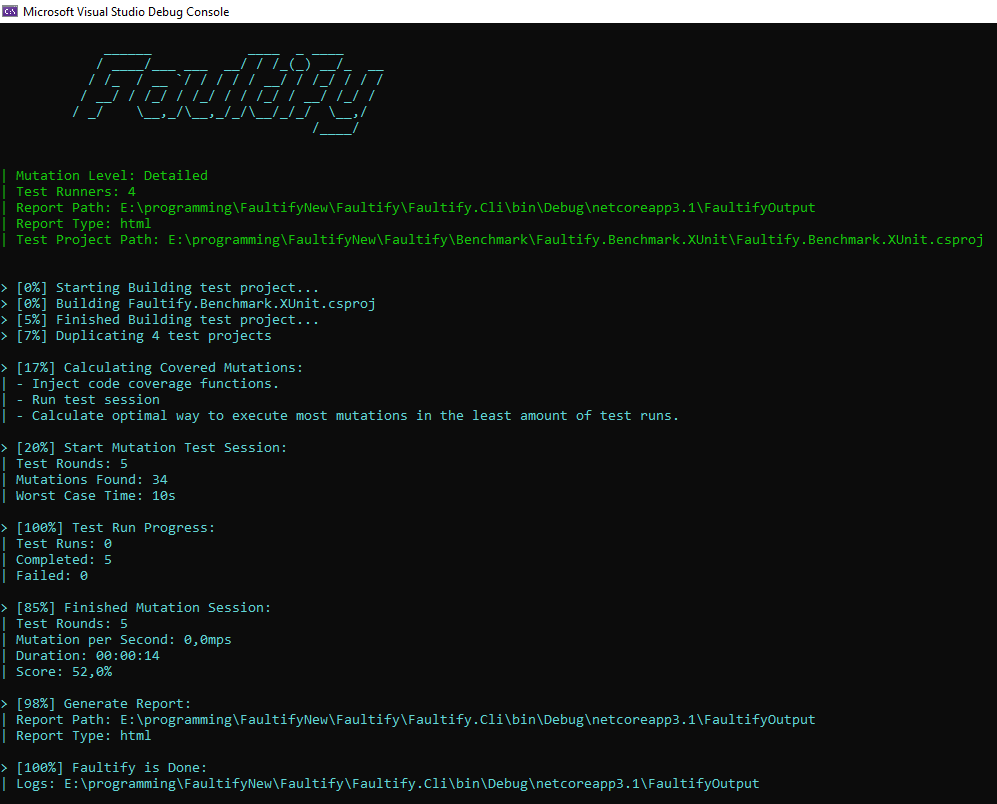 Microsoft Visual Studio Debug Console
Faultify
| Mutation Level: Detailed
| Test Runners: 4
| Report Path: E:\programming\FaultifyNew\Faultify\Faultify.Cli\bin\Debug\netcoreapp3.1\FaultifyOutput
| Report Type: html
| Test Project Path: E:\programming\FaultifyNew\Faultify\Benchmark\Faultify.Benchmark.XUnit\Faultify.Benchmark.XUnit.csproj
> [0%] Starting Building test project...
> [0%] Building Faultify.Benchmark.XUnit.csproj
> [5%] Finished Building test project...
> [7%] Duplicating 4 test projects
> [17%] Calculating Covered Mutations:
| - Inject code coverage functions.
| - Run test session
| - Calculate optimal way to execute most mutations in the least amount of test runs.
> [20%] Start Mutation Test Session:
| Test Rounds: 5
| Mutations Found: 34
| Worst Case Time: 10s
> [100%] Test Run Progress:
| Test Runs: 0
| Completed: 5
| Failed: 0
> [85%] Finished Mutation Session:
| Test Rounds: 5
| Mutation per Second: 0,0mps
| Duration: 00:00:14
| Score: 52,0%
> [98%] Generate Report:
| Report Path: E:\programming\FaultifyNew\Faultify\Faultify.Cli\bin\Debug\netcoreapp3.1\FaultifyOutput
| Report Type: html
> [100%] Faultify is Done:
| Logs: E:\programming\FaultifyNew\Faultify\Faultify.Cli\bin\Debug\netcoreapp3.1\FaultifyOutput